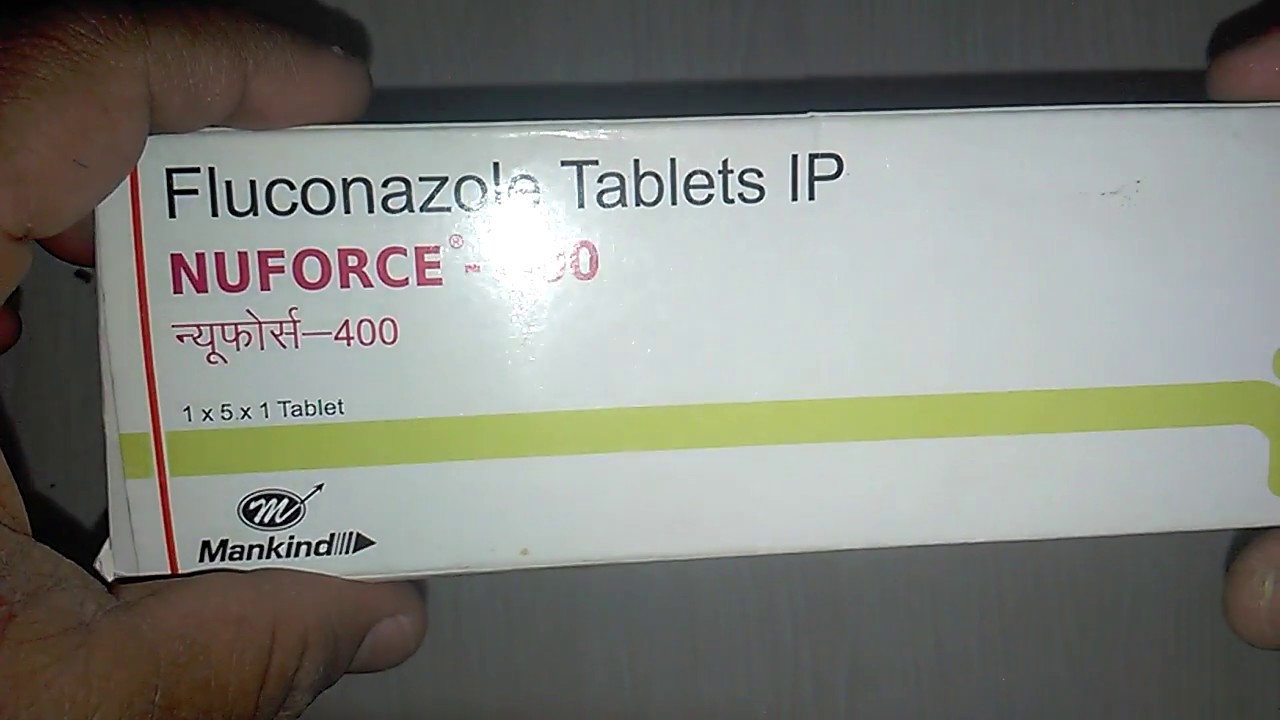 Fluconazole Tablets IP
NUFORCE® -
न्यूफोर्स–400
1 x 5 x 1 Tablet
m
Mankind